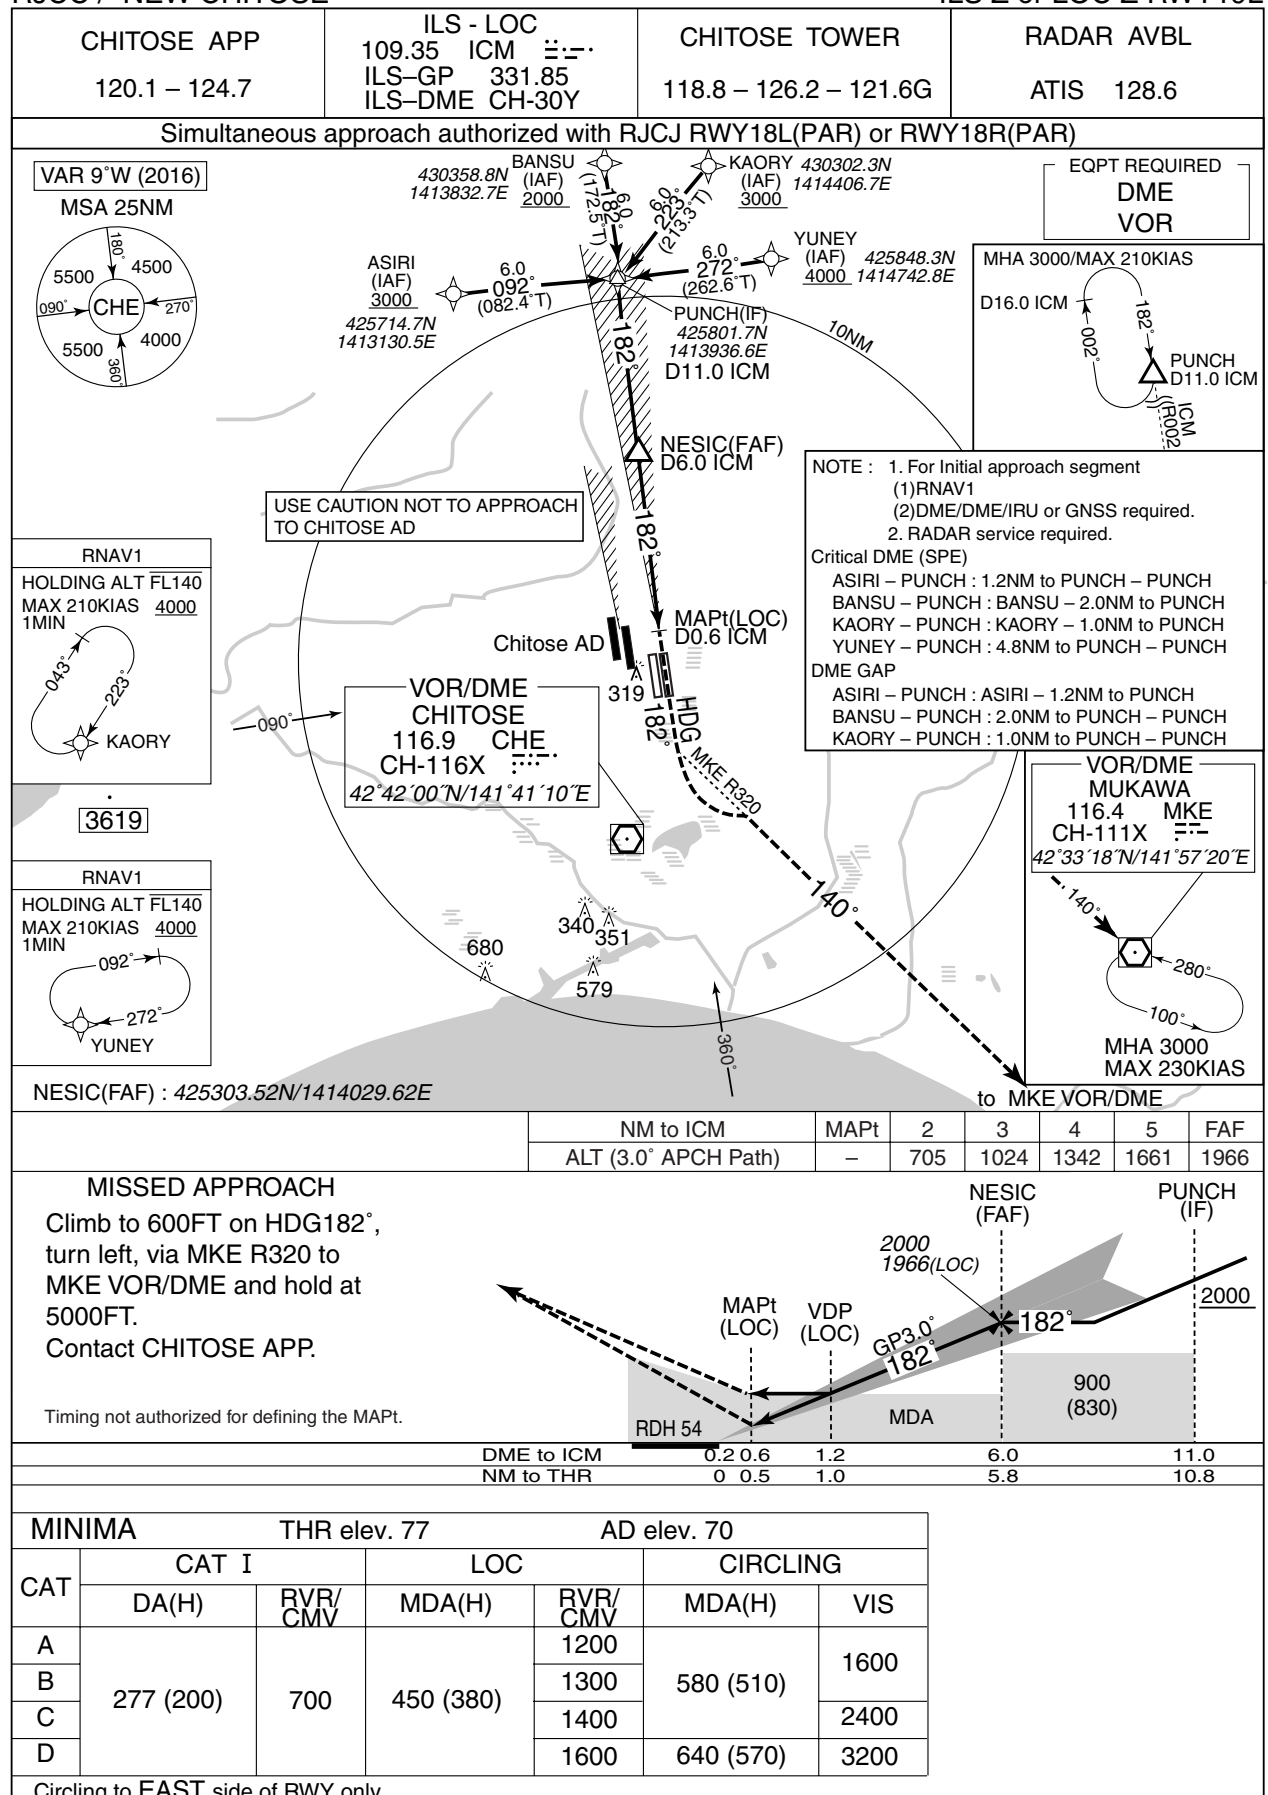 RJCC / NEW CHITOSE
ILS Z or LOC Z RWY19L
CHITOSE APP
120.1 – 124.7
ILS - LOC
109.35 ICM
ILS–GP 331.85
ILS–DME CH-30Y
CHITOSE TOWER
118.8 – 126.2 – 121.6G
RADAR AVBL
ATIS 128.6
Simultaneous approach authorized with RJCJ RWY18L(PAR) or RWY18R(PAR)
VAR 9˚W (2016)
MSA 25NM
180˚
5500
4500
090˚
CHE
270˚
5500
4000
360˚
430358.8N
1413832.7E
BANSU
(IAF)
2000
6.0
182˚
(172.5˚T)
KAORY
(IAF)
3000
430302.3N
1414406.7E
6.0
223˚
(213.3˚T)
EQPT REQUIRED
DME
VOR
ASIRI
(IAF)
3000
425714.7N
1413130.5E
6.0
092˚
(082.4˚T)
YUNEY
(IAF)
4000
425848.3N
1414742.8E
6.0
272˚
(262.6˚T)
PUNCH(IF)
425801.7N
1413936.6E
D11.0 ICM
10NM
182˚
MHA 3000/MAX 210KIAS
D16.0 ICM
182˚
002˚
PUNCH
D11.0 ICM
ICM
R002
NESIC(FAF)
D6.0 ICM
182˚
USE CAUTION NOT TO APPROACH
TO CHITOSE AD
NOTE : 1. For Initial approach segment
(1)RNAV1
(2)DME/DME/IRU or GNSS required.
2. RADAR service required.
Critical DME (SPE)
ASIRI – PUNCH : 1.2NM to PUNCH – PUNCH
BANSU – PUNCH : BANSU – 2.0NM to PUNCH
KAORY – PUNCH : KAORY – 1.0NM to PUNCH
YUNEY – PUNCH : 4.8NM to PUNCH – PUNCH
DME GAP
ASIRI – PUNCH : ASIRI – 1.2NM to PUNCH
BANSU – PUNCH : 2.0NM to PUNCH – PUNCH
KAORY – PUNCH : 1.0NM to PUNCH – PUNCH
RNAV1
HOLDING ALT FL140
MAX 210KIAS 4000
1MIN
043˚
223˚
KAORY
MAPt(LOC)
D0.6 ICM
Chitose AD
319
HDG
182˚
MKE R320
090˚
VOR/DME
CHITOSE
116.9 CHE
CH-116X
42˚42´00˝N/141˚41´10˝E
3619
VOR/DME
MUKAWA
116.4 MKE
CH-111X
42˚33´18˝N/141˚57´20˝E
140˚
280˚
100˚
MHA 3000
MAX 230KIAS
RNAV1
HOLDING ALT FL140
MAX 210KIAS 4000
1MIN
092˚
272˚
YUNEY
140˚
340
351
680
579
360˚
NESIC(FAF) : 425303.52N/1414029.62E
to MKE VOR/DME
NM to ICM MAPt 2 3 4 5 FAF
ALT (3.0˚ APCH Path) – 705 1024 1342 1661 1966
MISSED APPROACH
Climb to 600FT on HDG182˚,
turn left, via MKE R320 to
MKE VOR/DME and hold at
5000FT.
Contact CHITOSE APP.
Timing not authorized for defining the MAPt.
NESIC
(FAF)
PUNCH
(IF)
2000
1966(LOC)
2000
MAPt
(LOC)
VDP
(LOC)
GP3.0˚
182˚
182˚
900
(830)
MDA
RDH 54
DME to ICM 0.2 0.6 1.2 6.0 11.0
NM to THR 0 0.5 1.0 5.8 10.8
MINIMA THR elev. 77 AD elev. 70
CAT CAT I LOC CIRCLING
DA(H) RVR/CMV MDA(H) RVR/CMV MDA(H) VIS
A 277 (200) 700 450 (380) 1200 580 (510) 1600
B 1300
C 1400 2400
D 1600 640 (570) 3200
Circling to EAST side of RWY only